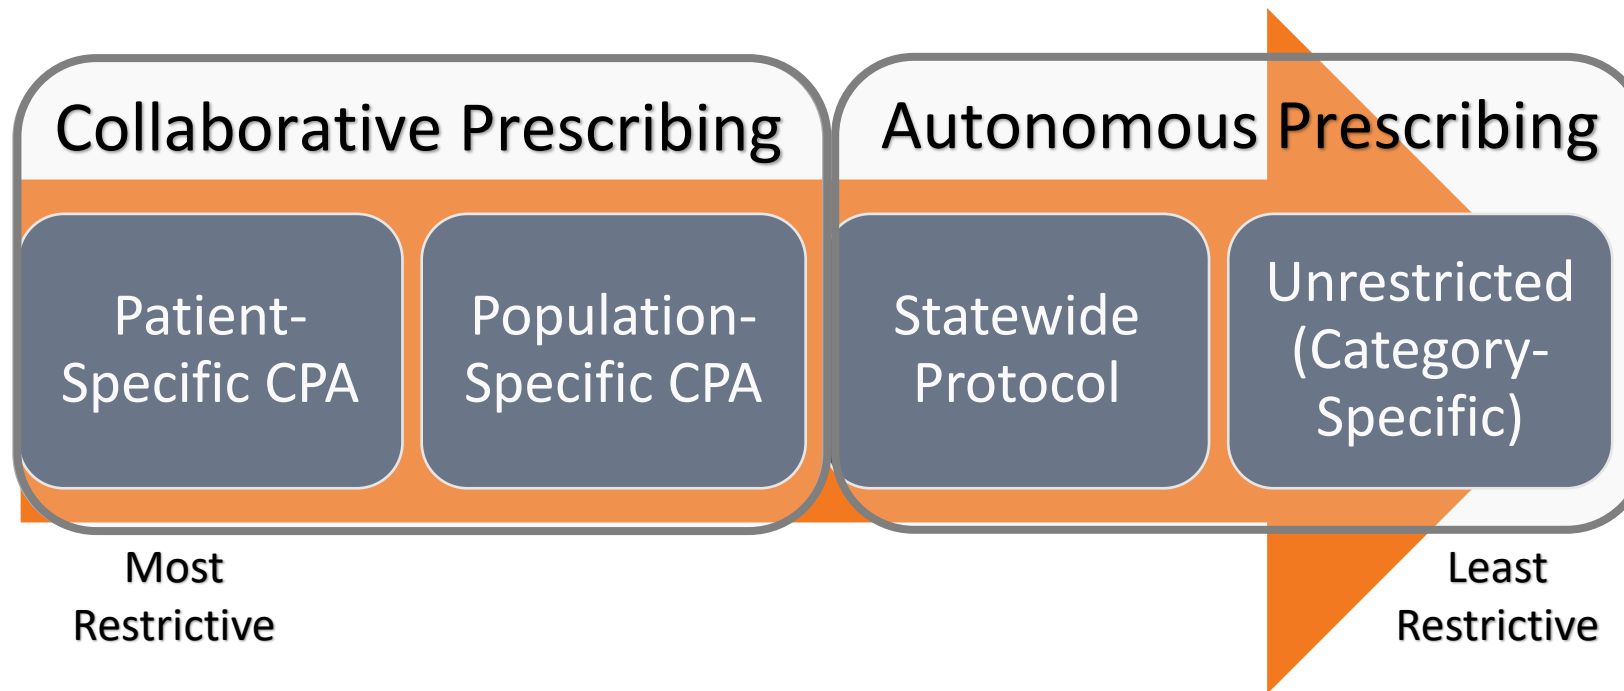 Collaborative Prescribing
Autonomous Prescribing
Patient-
Specific CPA
Population-
Specific CPA
Statewide
Protocol
Unrestricted
(Category-
Specific)
Most
Restrictive
Least
Restrictive